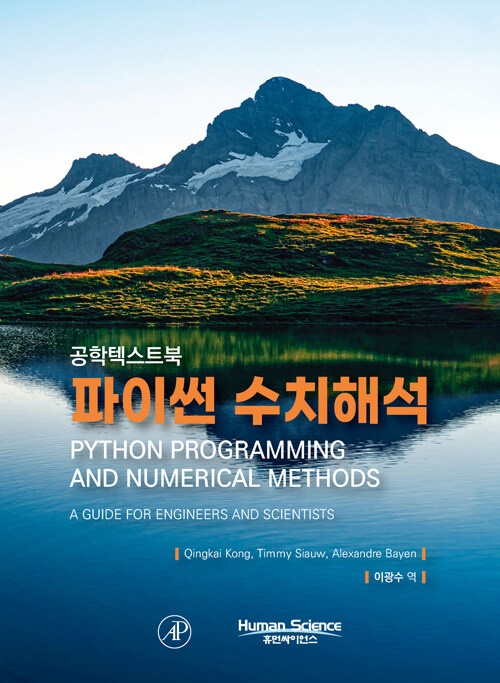 공학텍스트북
파이썬 수치해석
PYTHON PROGRAMMING
AND NUMERICAL METHODS
A GUIDE FOR ENGINEERS AND SCIENTISTS
Qingkai Kong, Timmy Siauw, Alexandre Bayen
이광수 역
AP
Human Science
휴먼싸이언스